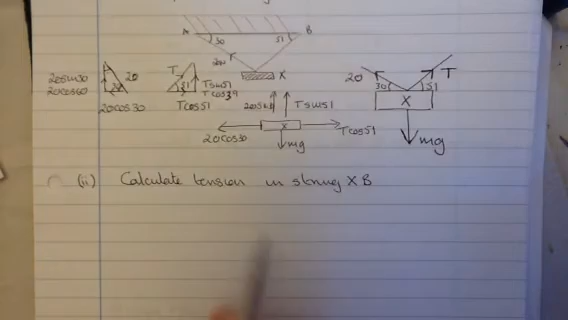 A B
30 51
20N
X
20sin30 20
20cos60 30
20cos30
T
51
Tsin51
Tcos39
Tcos51
Tsin51
X
20cos30 Tcos51
mg
20 T
30 51
X
mg
(ii) Calculate tension in string XB